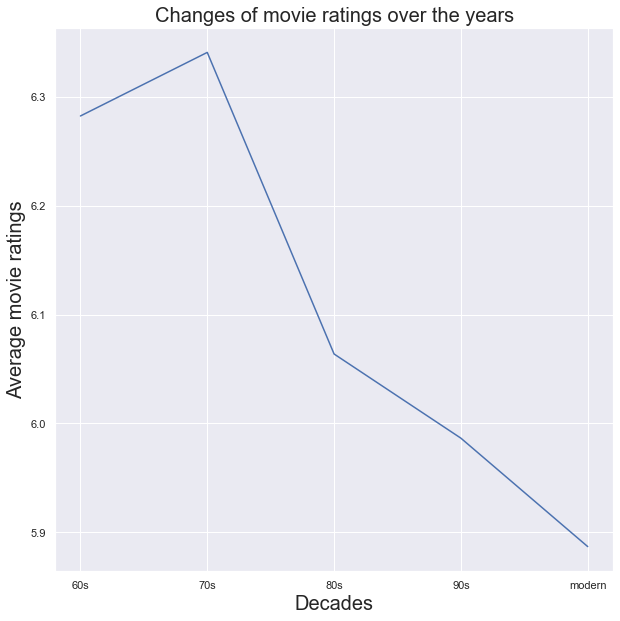 Changes of movie ratings over the years
6.3
6.2
6.1
6.0
5.9
Average movie ratings
60s 70s 80s 90s modern
Decades